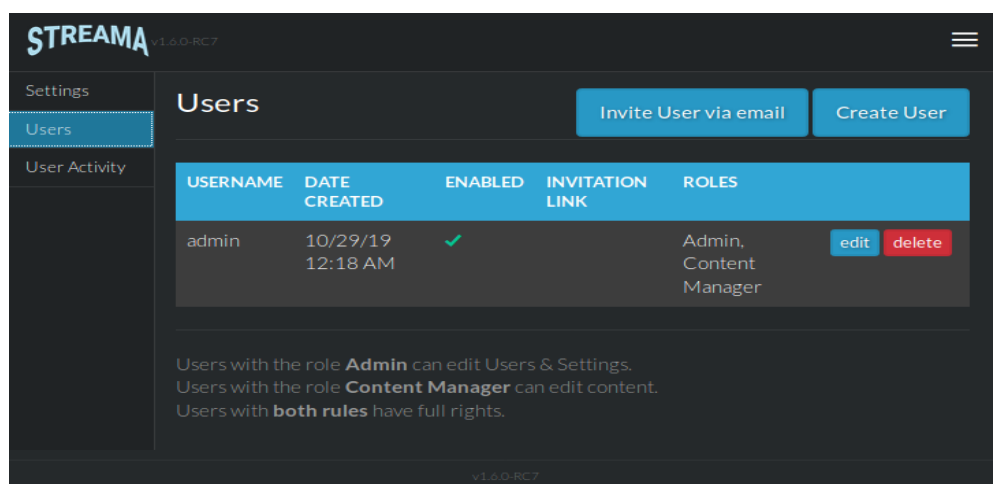 STREAMA v1.6.0-RC7
Settings
Users
User Activity
Users
Invite User via email
Create User
USERNAME DATE CREATED ENABLED INVITATION LINK ROLES
admin 10/29/19 12:18 AM Admin, Content Manager edit delete
Users with the role Admin can edit Users & Settings.
Users with the role Content Manager can edit content.
Users with both rules have full rights.
v1.6.0-RC7